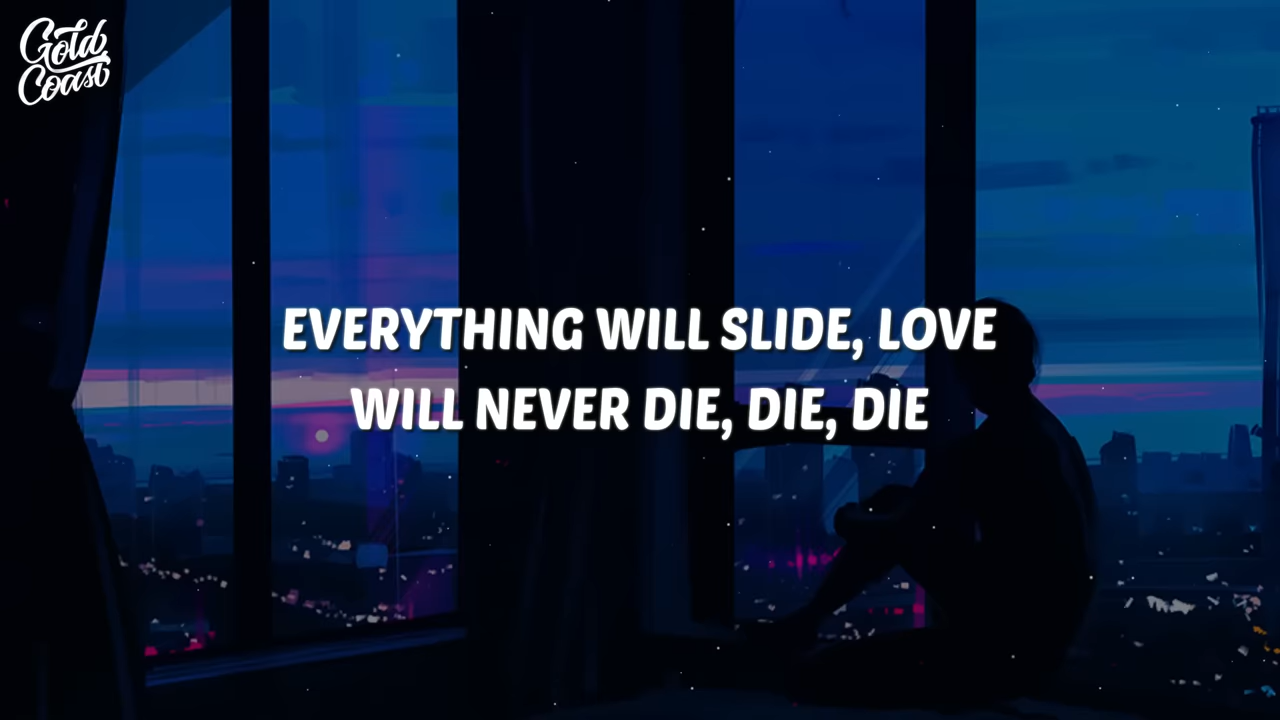 Gold
Coast
EVERYTHING WILL SLIDE, LOVE
WILL NEVER DIE, DIE, DIE